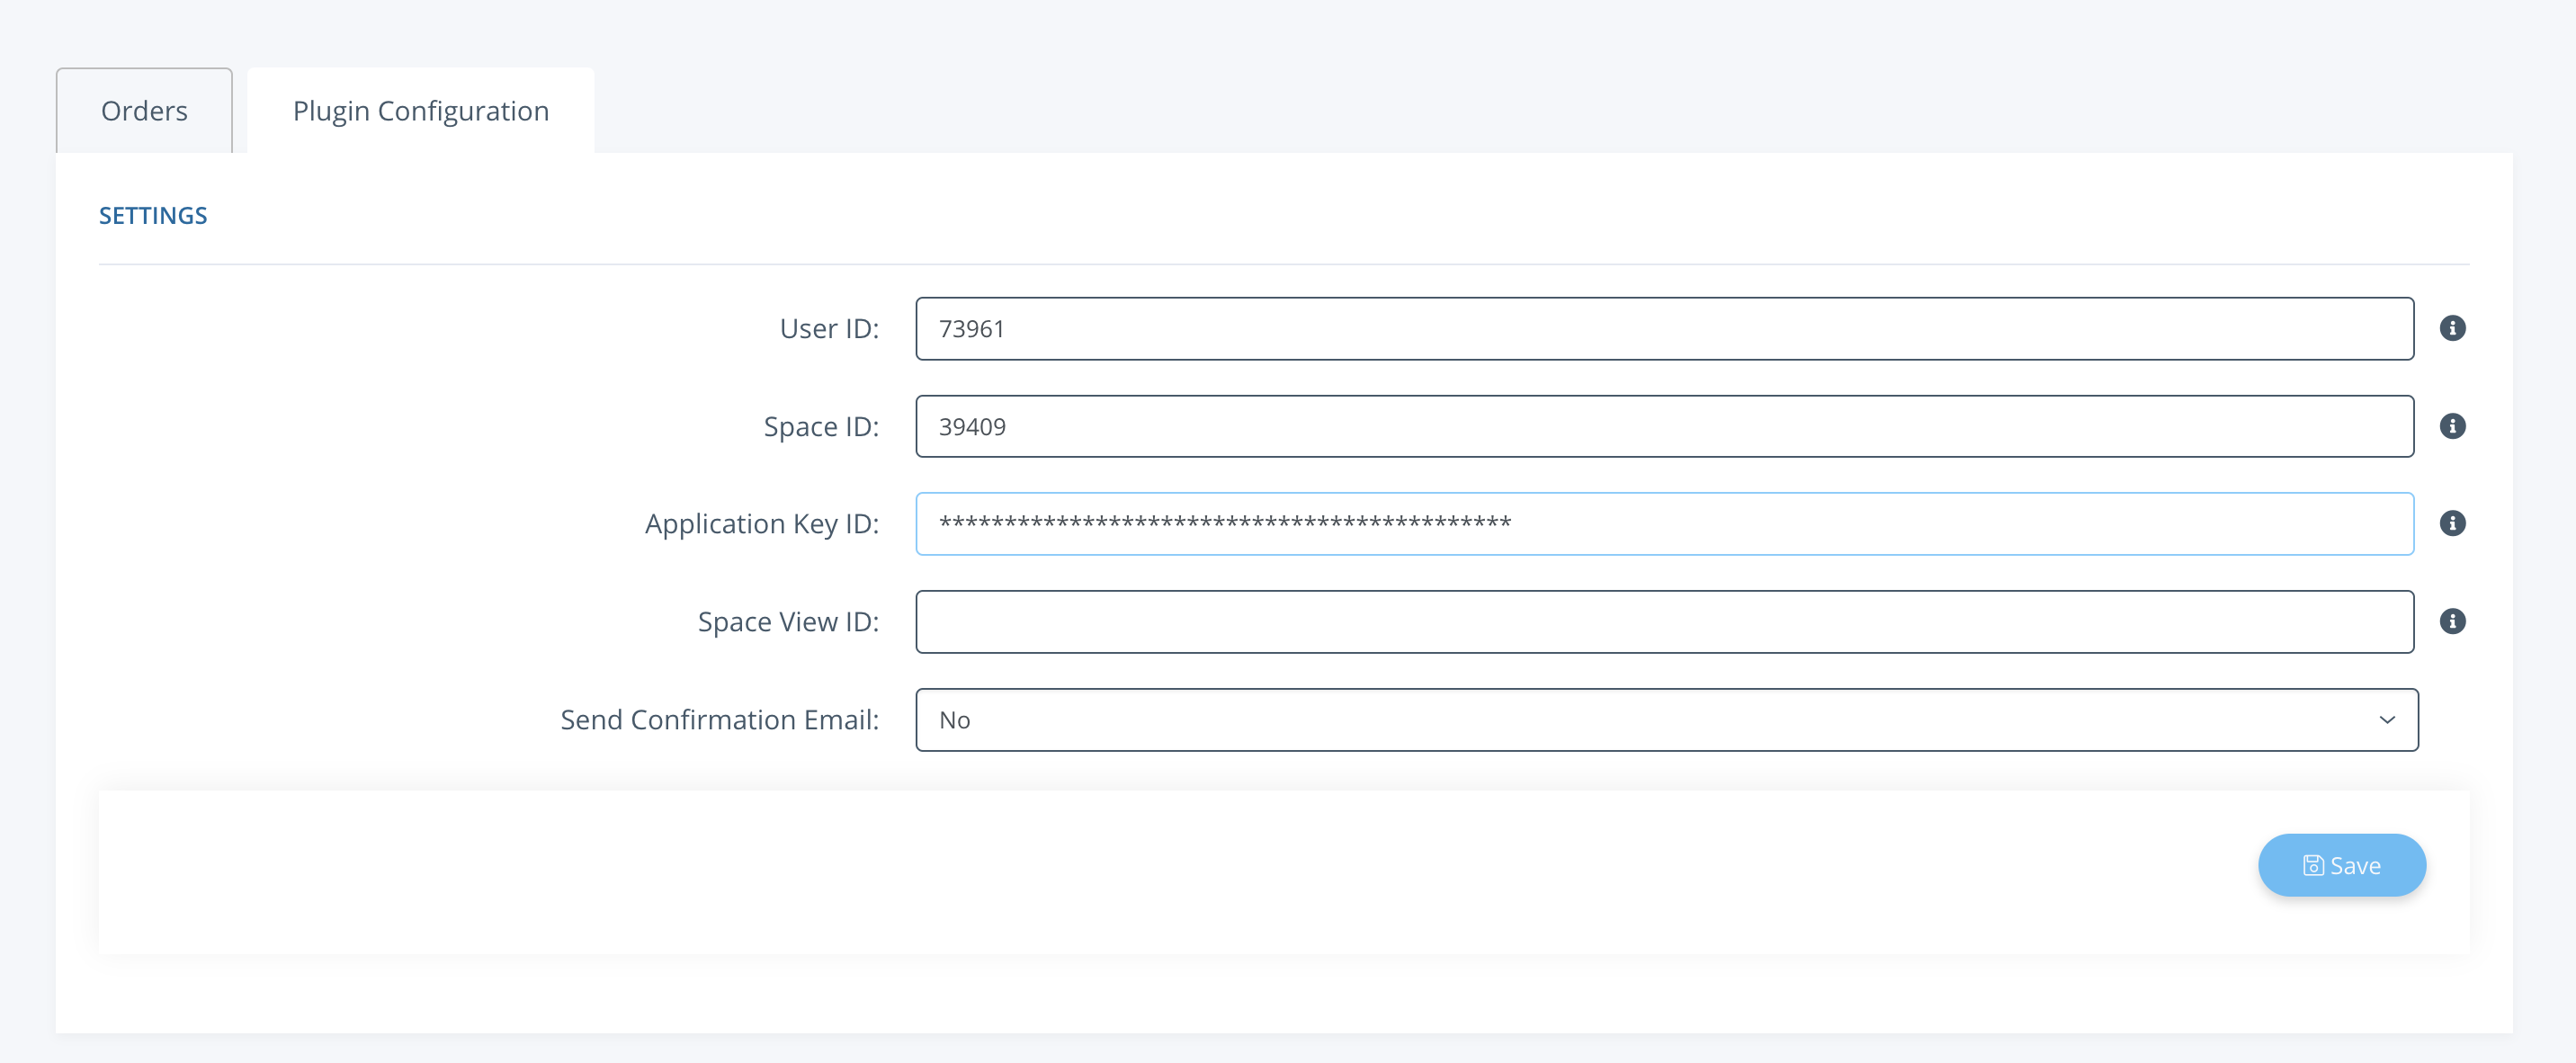 Orders
Plugin Configuration
SETTINGS
User ID: 73961
Space ID: 39409
Application Key ID: ********************************************
Space View ID:
Send Confirmation Email: No
Save